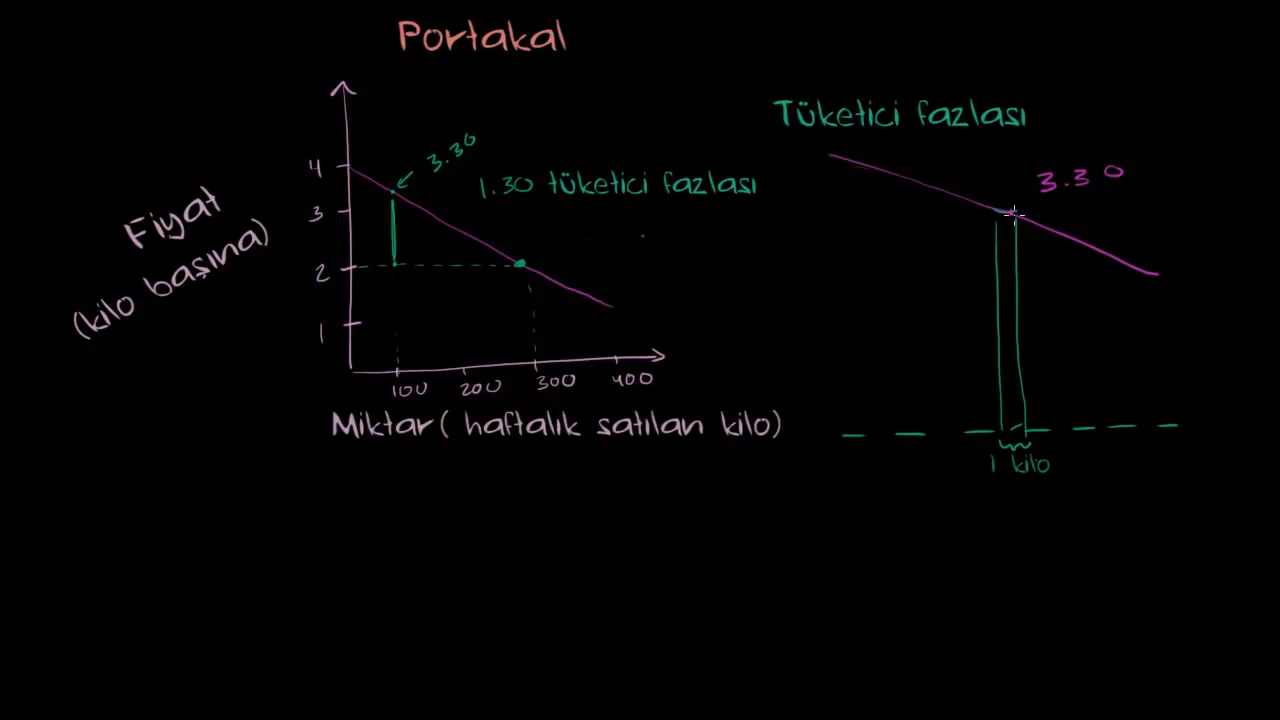 Portakal
Tüketici fazlası
3.30
1.30 tüketici fazlası
3.30
Fiyat
(kilo başına)
4
3
2
1
100 200 300 400
Miktar( haftalık satılan kilo)
1 kilo